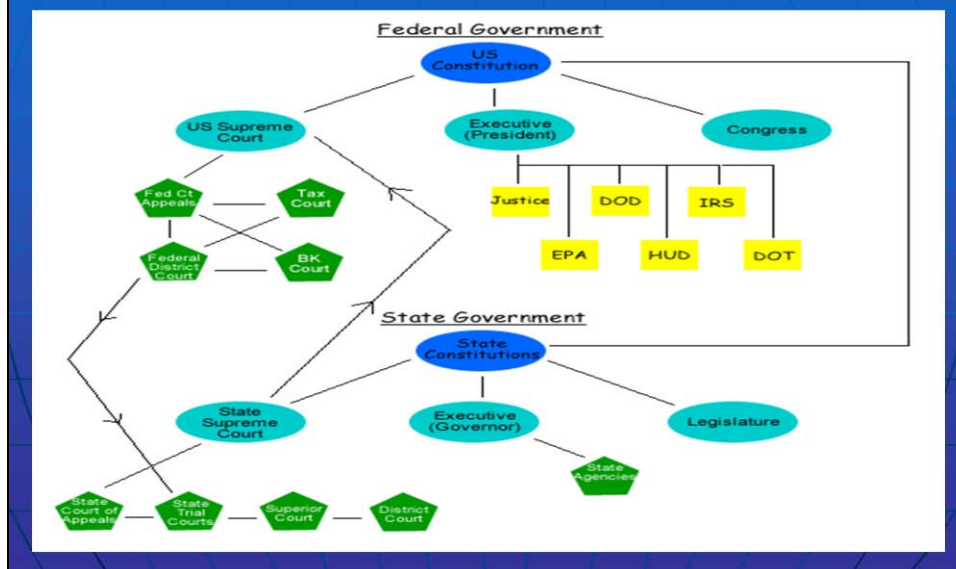 Federal Government
US
Constitution
US Supreme
Court
Executive
(President)
Congress
Fed Ct
Appeals
Tax
Court
Justice
DOD
IRS
Federal
District
Court
BK
Court
EPA
HUD
DOT
State Government
State
Constitutions
State
Supreme
Court
Executive
(Governor)
Legislature
State
Agencies
State
Court of
Appeals
State
Trial
Courts
Superior
Court
District
Court